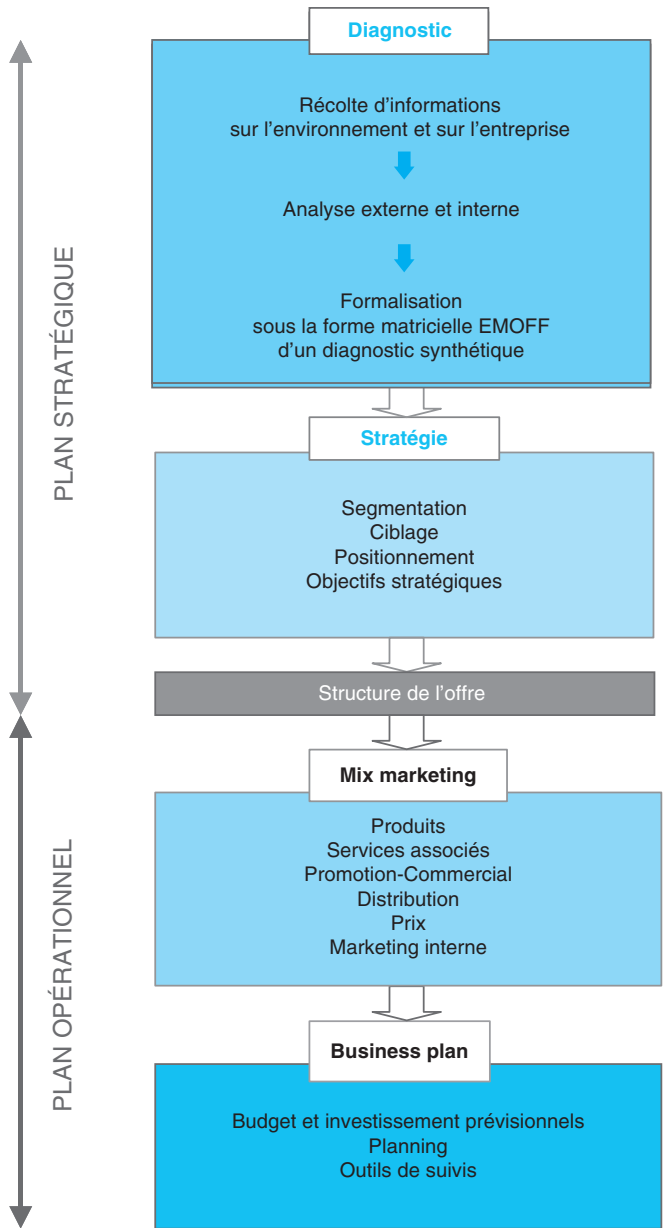 Diagnostic
Récolte d’informations
sur l’environnement et sur l’entreprise
Analyse externe et interne
Formalisation
sous la forme matricielle EMOFF
d’un diagnostic synthétique
PLAN STRATÉGIQUE
Stratégie
Segmentation
Ciblage
Positionnement
Objectifs stratégiques
Structure de l’offre
Mix marketing
Produits
Services associés
Promotion-Commercial
Distribution
Prix
Marketing interne
PLAN OPÉRATIONNEL
Business plan
Budget et investissement prévisionnels
Planning
Outils de suivis